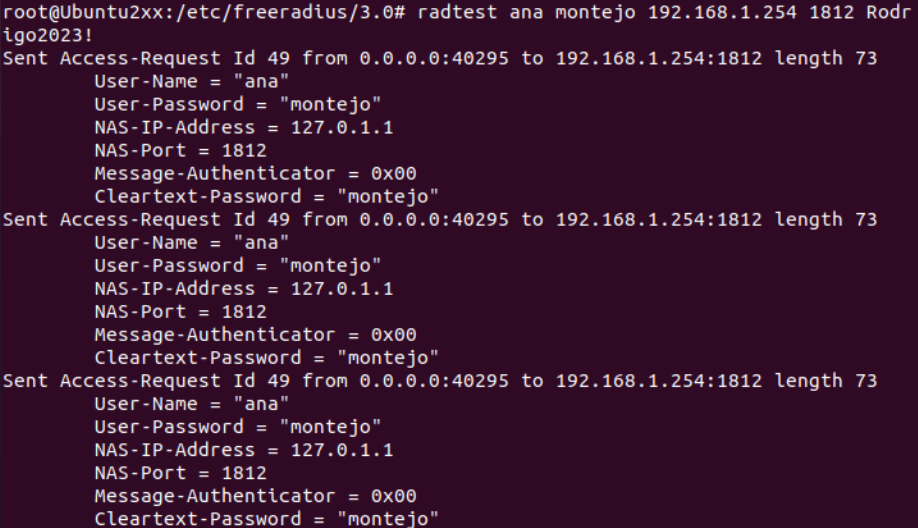 root@Ubuntu2xx:/etc/freeradius/3.0# radtest ana montejo 192.168.1.254 1812 Rodr
igo2023!
Sent Access-Request Id 49 from 0.0.0.0:40295 to 192.168.1.254:1812 length 73
User-Name = "ana"
User-Password = "montejo"
NAS-IP-Address = 127.0.1.1
NAS-Port = 1812
Message-Authenticator = 0x00
Cleartext-Password = "montejo"
Sent Access-Request Id 49 from 0.0.0.0:40295 to 192.168.1.254:1812 length 73
User-Name = "ana"
User-Password = "montejo"
NAS-IP-Address = 127.0.1.1
NAS-Port = 1812
Message-Authenticator = 0x00
Cleartext-Password = "montejo"
Sent Access-Request Id 49 from 0.0.0.0:40295 to 192.168.1.254:1812 length 73
User-Name = "ana"
User-Password = "montejo"
NAS-IP-Address = 127.0.1.1
NAS-Port = 1812
Message-Authenticator = 0x00
Cleartext-Password = "montejo"